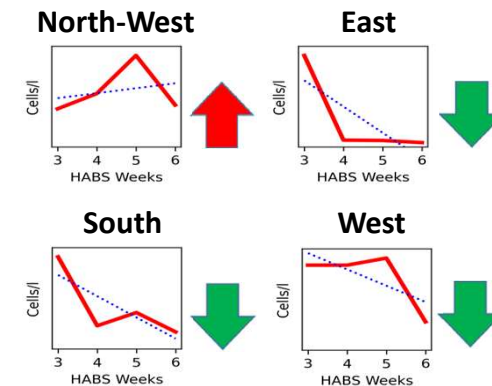 North-West
Cells/l
3 4 5 6
HABS Weeks
East
Cells/l
3 4 5 6
HABS Weeks
South
Cells/l
3 4 5 6
HABS Weeks
West
Cells/l
3 4 5 6
HABS Weeks